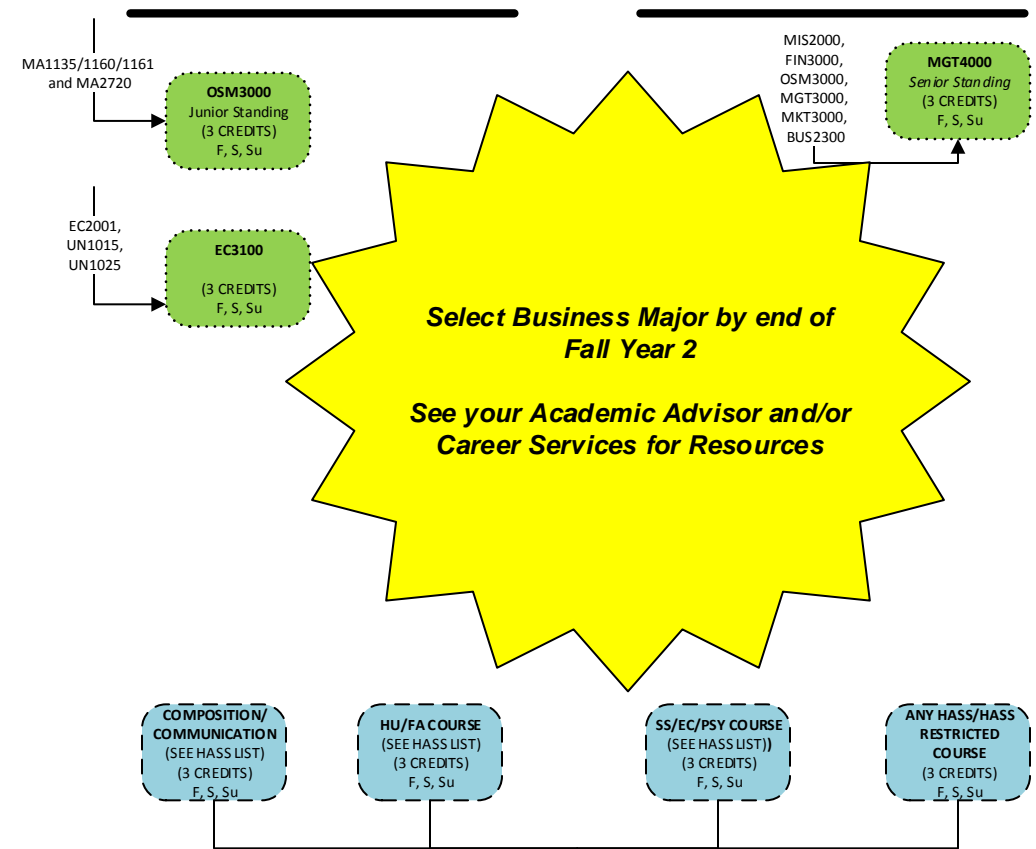 MA1135/1160/1161
and MA2720
OSM3000
Junior Standing
(3 CREDITS)
F, S, Su
MIS2000,
FIN3000,
OSM3000,
MGT3000,
MKT3000,
BUS2300
MGT4000
Senior Standing
(3 CREDITS)
F, S, Su
EC2001,
UN1015,
UN1025
EC3100
(3 CREDITS)
F, S, Su
Select Business Major by end of
Fall Year 2
See your Academic Advisor and/or
Career Services for Resources
COMPOSITION/
COMMUNICATION
(SEE HASS LIST)
(3 CREDITS)
F, S, Su
HU/FA COURSE
(SEE HASS LIST)
(3 CREDITS)
F, S, Su
SS/EC/PSY COURSE
(SEE HASS LIST))
(3 CREDITS)
F, S, Su
ANY HASS/HASS
RESTRICTED
COURSE
(3 CREDITS)
F, S, Su